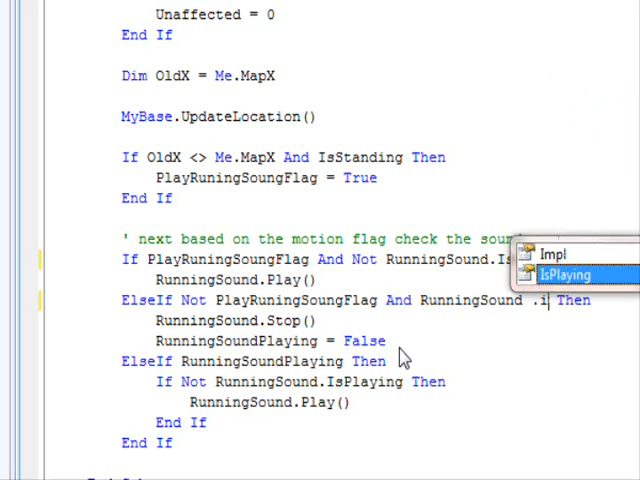 Unaffected = 0
End If
Dim OldX = Me.MapX
MyBase.UpdateLocation()
If OldX <> Me.MapX And IsStanding Then
PlayRuningSoungFlag = True
End If
' next based on the motion flag check the sound
If PlayRuningSoungFlag And Not RunningSound.Is
Impl
IsPlaying
RunningSound.Play()
ElseIf Not PlayRuningSoungFlag And RunningSound .i Then
RunningSound.Stop()
RunningSoundPlaying = False
ElseIf RunningSoundPlaying Then
If Not RunningSound.IsPlaying Then
RunningSound.Play()
End If
End If